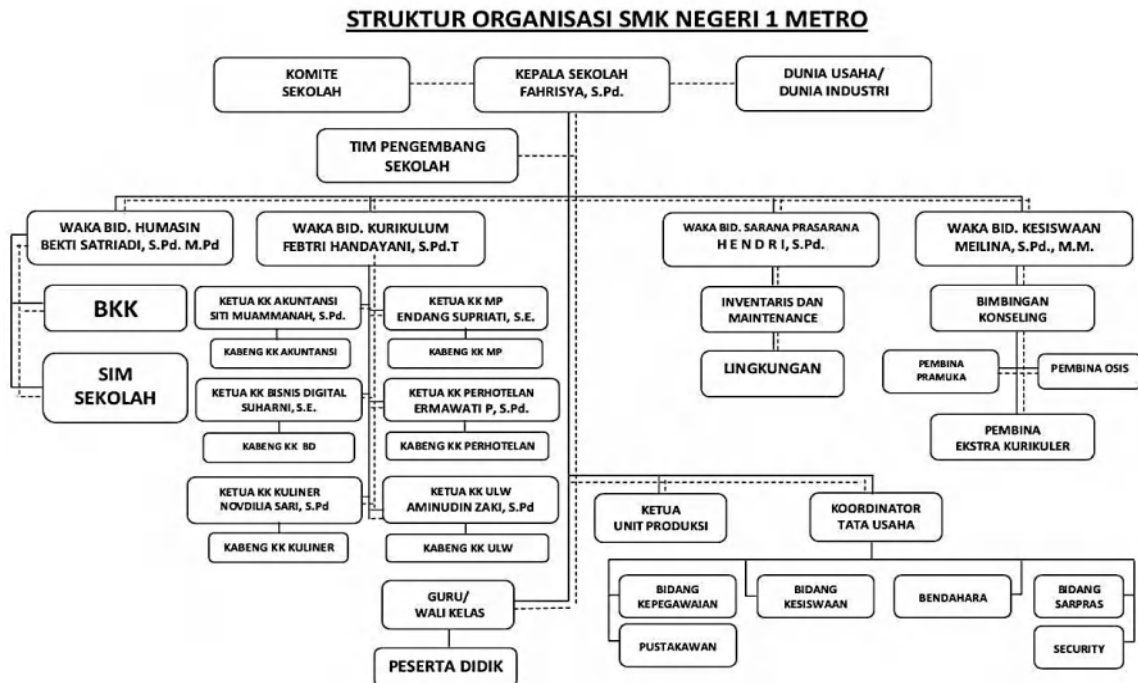 STRUKTUR ORGANISASI SMK NEGERI 1 METRO
KOMITE
SEKOLAH
KEPALA SEKOLAH
FAHRISYA, S.Pd.
DUNIA USAHA/
DUNIA INDUSTRI
TIM PENGEMBANG
SEKOLAH
WAKA BID. HUMASIN
BEKTI SATRIADI, S.Pd. M.Pd
WAKA BID. KURIKULUM
FEBTRI HANDAYANI, S.Pd.T
WAKA BID. SARANA PRASARANA
H E N D R I, S.Pd.
WAKA BID. KESISWAAN
MEILINA, S.Pd., M.M.
BKK
SIM
SEKOLAH
KETUA KK AKUNTANSI
SITI MUAMMANAH, S.Pd.
KABENG KK AKUNTANSI
KETUA KK MP
ENDANG SUPRIATI, S.E.
KABENG KK MP
KETUA KK BISNIS DIGITAL
SUHARNI, S.E.
KABENG KK BD
KETUA KK PERHOTELAN
ERMAWATI P, S.Pd.
KABENG KK PERHOTELAN
KETUA KK KULINER
NOVDILIA SARI, S.Pd
KABENG KK KULINER
KETUA KK ULW
AMINUDIN ZAKI, S.Pd
KABENG KK ULW
INVENTARIS DAN
MAINTENANCE
LINGKUNGAN
BIMBINGAN
KONSELING
PEMBINA
PRAMUKA
PEMBINA OSIS
PEMBINA
EKSTRA KURIKULER
KETUA
UNIT PRODUKSI
KOORDINATOR
TATA USAHA
BIDANG
KEPEGAWAIAN
BIDANG
KESISWAAN
BENDAHARA
BIDANG
SARPRAS
PUSTAKAWAN
SECURITY
GURU/
WALI KELAS
PESERTA DIDIK